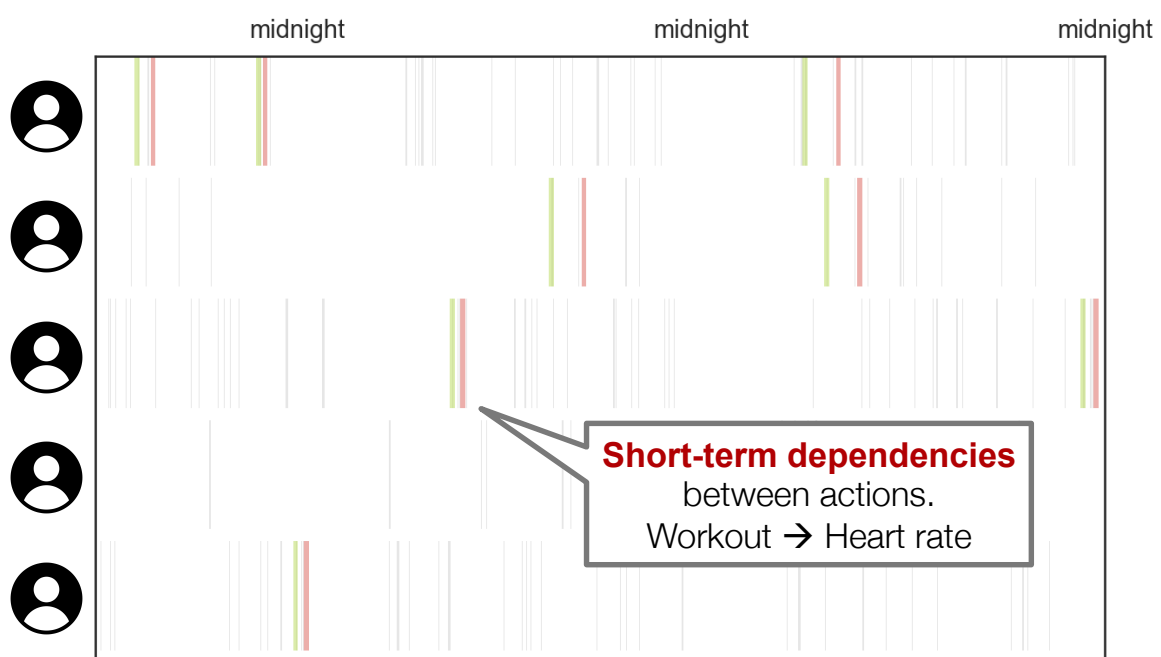 midnight midnight midnight
Short-term dependencies
between actions.
Workout → Heart rate